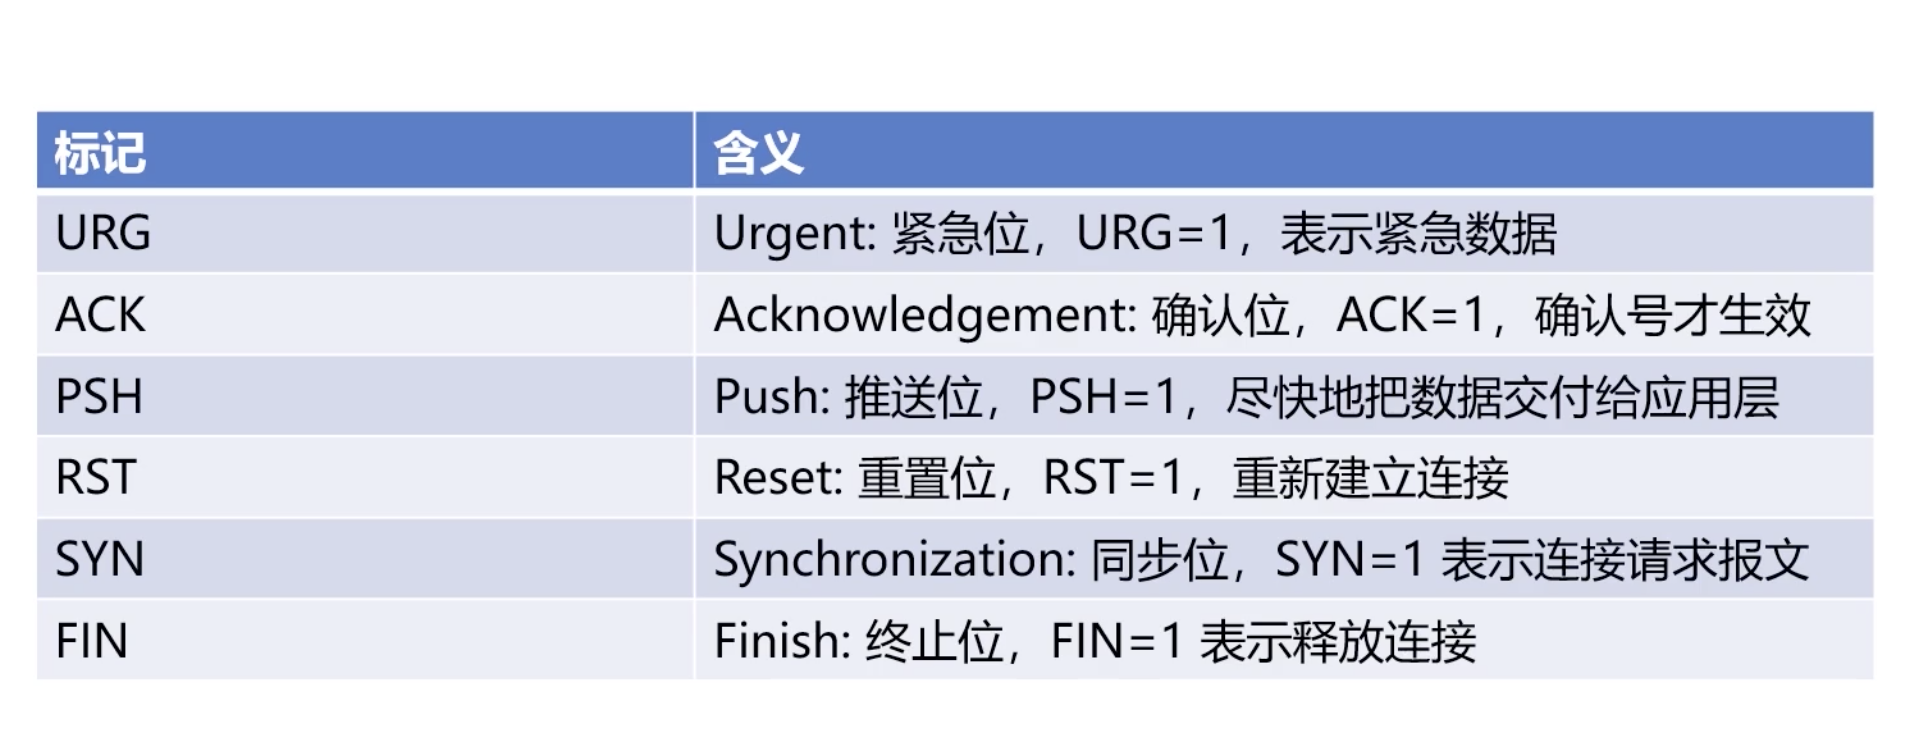 标记 含义
URG Urgent: 紧急位，URG=1，表示紧急数据
ACK Acknowledgement: 确认位，ACK=1，确认号才生效
PSH Push: 推送位，PSH=1，尽快地把数据交付给应用层
RST Reset: 重置位，RST=1，重新建立连接
SYN Synchronization: 同步位，SYN=1 表示连接请求报文
FIN Finish: 终止位，FIN=1 表示释放连接